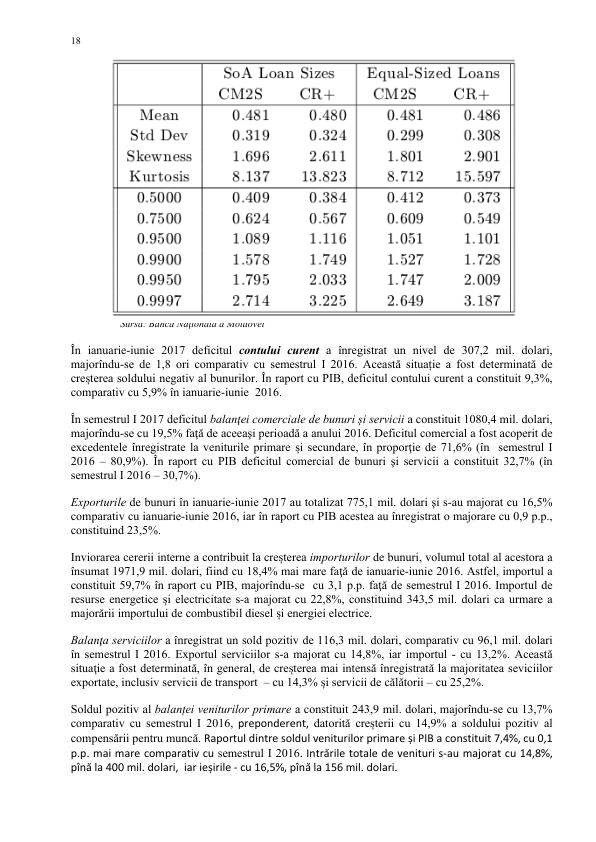 18
SoA Loan Sizes Equal-Sized Loans
CM2S CR+ CM2S CR+
Mean 0.481 0.480 0.481 0.486
Std Dev 0.319 0.324 0.299 0.308
Skewness 1.696 2.611 1.801 2.901
Kurtosis 8.137 13.823 8.712 15.597
0.5000 0.409 0.384 0.412 0.373
0.7500 0.624 0.567 0.609 0.549
0.9500 1.089 1.116 1.051 1.101
0.9900 1.578 1.749 1.527 1.728
0.9950 1.795 2.033 1.747 2.009
0.9997 2.714 3.225 2.649 3.187
Sursa: Banca Națională a Moldovei
În ianuarie-iunie 2017 deficitul contului curent a înregistrat un nivel de 307,2 mil. dolari,
majorîndu-se de 1,8 ori comparativ cu semestrul I 2016. Această situație a fost determinată de
creșterea soldului negativ al bunurilor. În raport cu PIB, deficitul contului curent a constituit 9,3%,
comparativ cu 5,9% în ianuarie-iunie 2016.
În semestrul I 2017 deficitul balanței comerciale de bunuri și servicii a constituit 1080,4 mil. dolari,
majorîndu-se cu 19,5% față de aceeași perioadă a anului 2016. Deficitul comercial a fost acoperit de
excedentele înregistrate la veniturile primare și secundare, în proporție de 71,6% (în semestrul I
2016 – 80,9%). În raport cu PIB deficitul comercial de bunuri și servicii a constituit 32,7% (în
semestrul I 2016 – 30,7%).
Exporturile de bunuri în ianuarie-iunie 2017 au totalizat 775,1 mil. dolari și s-au majorat cu 16,5%
comparativ cu ianuarie-iunie 2016, iar în raport cu PIB acestea au înregistrat o majorare cu 0,9 p.p.,
constituind 23,5%.
Inviorarea cererii interne a contribuit la creșterea importurilor de bunuri, volumul total al acestora a
însumat 1971,9 mil. dolari, fiind cu 18,4% mai mare față de ianuarie-iunie 2016. Astfel, importul a
constituit 59,7% în raport cu PIB, majorîndu-se cu 3,1 p.p. față de semestrul I 2016. Importul de
resurse energetice și electricitate s-a majorat cu 22,8%, constituind 343,5 mil. dolari ca urmare a
majorării importului de combustibil diesel și energiei electrice.
Balanța serviciilor a înregistrat un sold pozitiv de 116,3 mil. dolari, comparativ cu 96,1 mil. dolari
în semestrul I 2016. Exportul serviciilor s-a majorat cu 14,8%, iar importul - cu 13,2%. Această
situație a fost determinată, în general, de creșterea mai intensă înregistrată la majoritatea seviciilor
exportate, inclusiv servicii de transport – cu 14,3% și servicii de călătorii – cu 25,2%.
Soldul pozitiv al balanței veniturilor primare a constituit 243,9 mil. dolari, majorîndu-se cu 13,7%
comparativ cu semestrul I 2016, preponderent, datorită creșterii cu 14,9% a soldului pozitiv al
compensării pentru muncă. Raportul dintre soldul veniturilor primare și PIB a constituit 7,4%, cu 0,1
p.p. mai mare comparativ cu semestrul I 2016. Intrările totale de venituri s-au majorat cu 14,8%,
pînă la 400 mil. dolari, iar ieșirile - cu 16,5%, pînă la 156 mil. dolari.